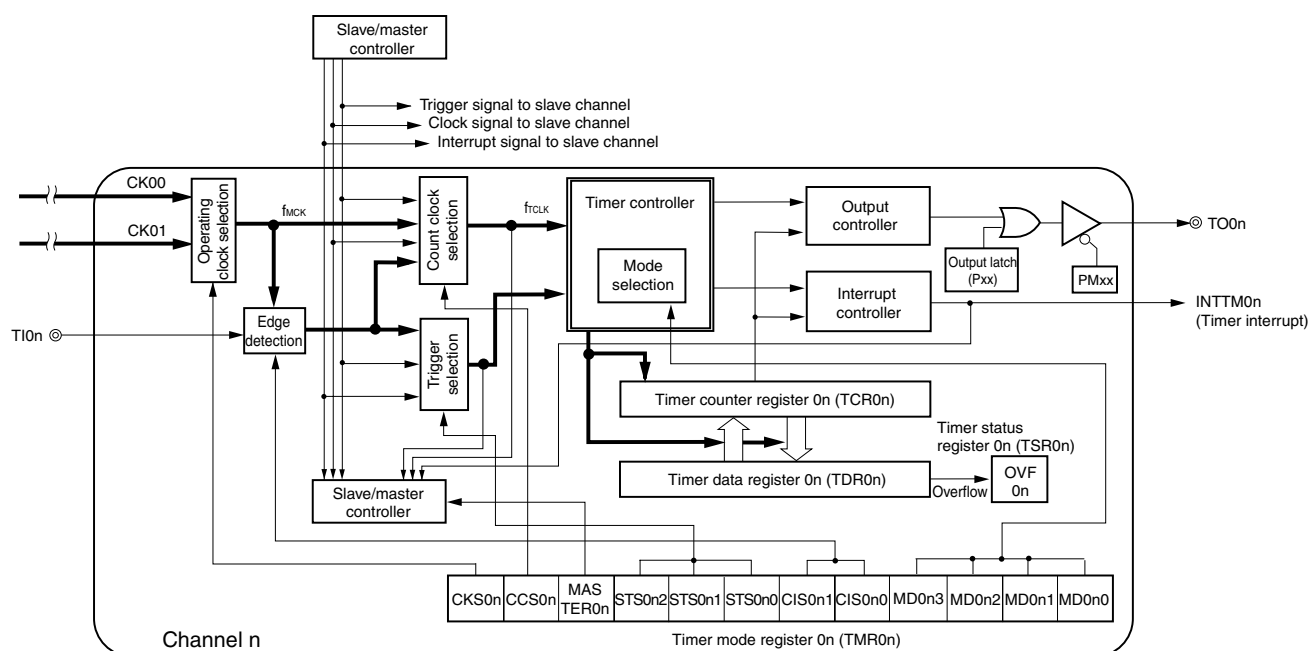 Slave/master
controller
Trigger signal to slave channel
Clock signal to slave channel
Interrupt signal to slave channel
CK00
CK01
Operating
clock selection
fMCK
Count clock
selection
fTCLK
Timer controller
Mode
selection
Output
controller
Output latch
(Pxx)
PMxx
TO0n
Interrupt
controller
INTTM0n
(Timer interrupt)
TI0n
Edge
detection
Trigger
selection
Timer counter register 0n (TCR0n)
Timer status
register 0n (TSR0n)
Timer data register 0n (TDR0n)
Overflow
OVF
0n
Slave/master
controller
CKS0n CCS0n MAS
TER0n STS0n2 STS0n1 STS0n0 CIS0n1 CIS0n0 MD0n3 MD0n2 MD0n1 MD0n0
Channel n
Timer mode register 0n (TMR0n)